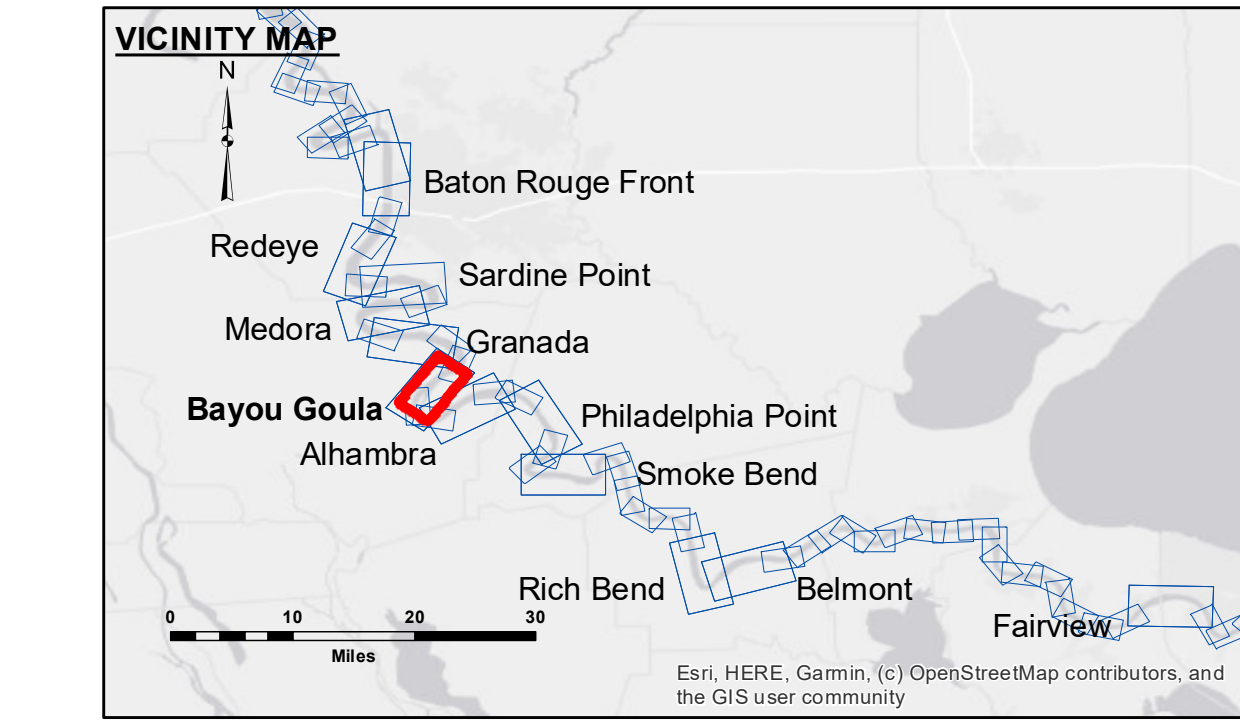 VICINITY MAP
N
Baton Rouge Front
Redeye
Sardine Point
Medora
Granada
Bayou Goula
Philadelphia Point
Alhambra
Smoke Bend
Rich Bend
Belmont
Fairview
0 10 20 30
Miles
Esri, HERE, Garmin, (c) OpenStreetMap contributors, and
the GIS user community